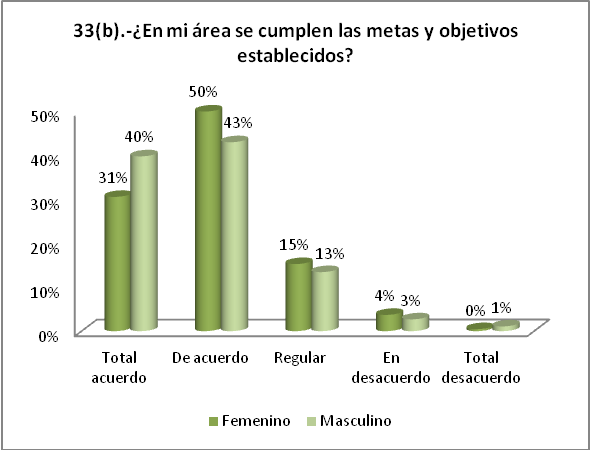 33(b).-¿En mi área se cumplen las metas y objetivos
establecidos?
50%
40%
30%
20%
10%
0%
31%
40%
50%
43%
15%
13%
4%
3%
0%
1%
Total
acuerdo
De acuerdo
Regular
En
desacuerdo
Total
desacuerdo
Femenino
Masculino